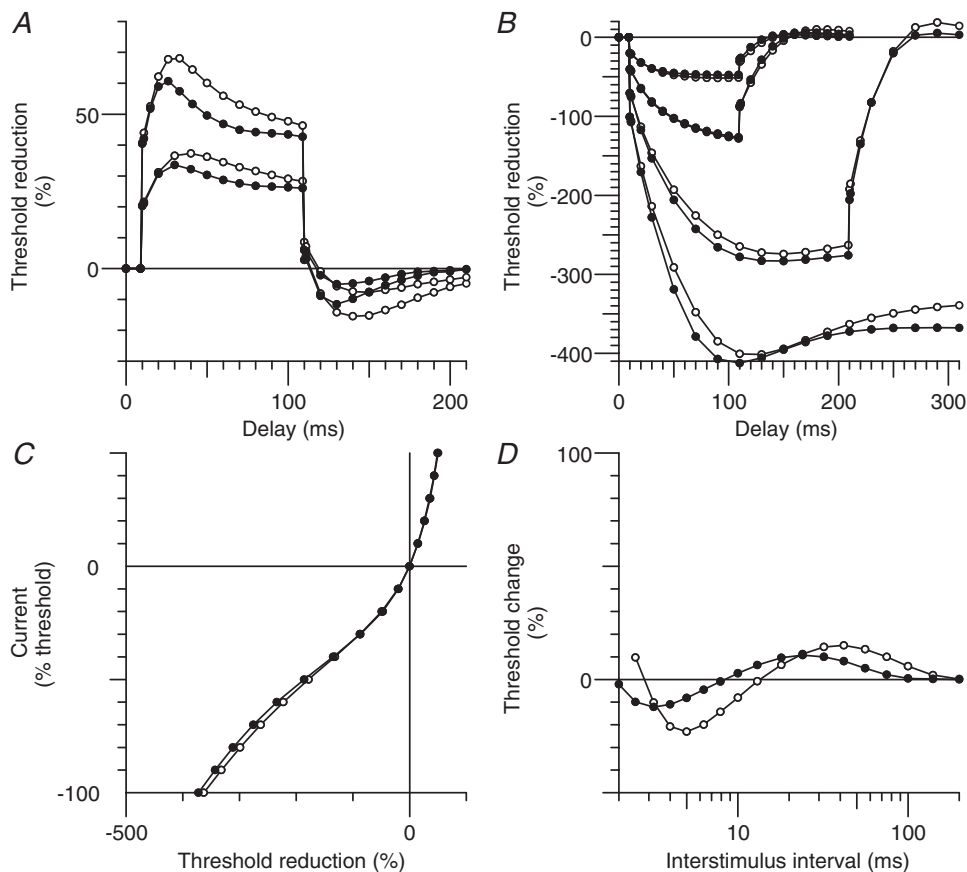 A
Threshold reduction
(%)
50
0
0
100
200
Delay (ms)
B
Threshold reduction
(%)
0
-100
-200
-300
-400
0
100
200
300
Delay (ms)
C
Current
(% threshold)
0
-100
-500
0
Threshold reduction (%)
D
Threshold change
(%)
100
0
10
100
Interstimulus interval (ms)